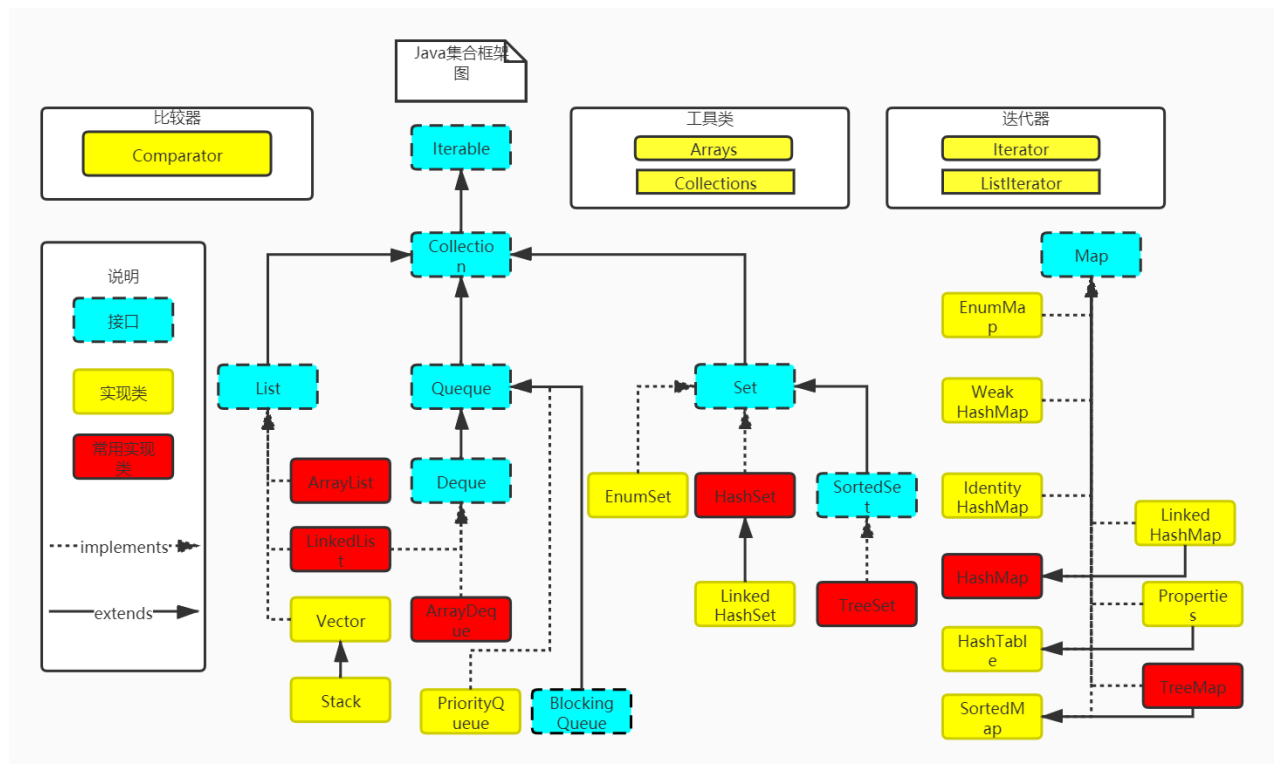 Java集合框架
图
比较器
Comparator
工具类
Arrays
Collections
迭代器
Iterator
ListIterator
Iterable
Collectio
n
Map
说明
接口
实现类
常用实现
类
implements
extends
List
Queque
Set
ArrayList
LinkedLis
t
Vector
Stack
Deque
ArrayDeq
ue
PriorityQ
ueue
Blocking
Queue
EnumSet
HashSet
SortedSe
t
Linked
HashSet
TreeSet
EnumMa
p
Weak
HashMap
Identity
HashMap
Linked
HashMap
HashMap
Propertie
s
HashTabl
e
TreeMap
SortedM
ap